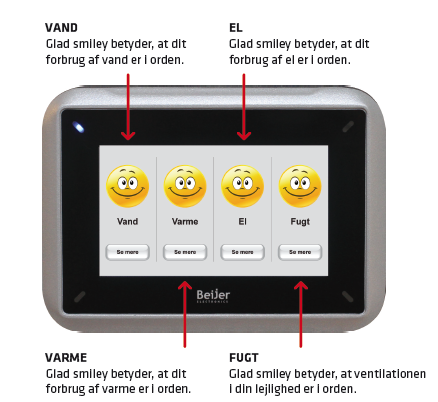 VAND
Glad smiley betyder, at dit
forbrug af vand er i orden.
EL
Glad smiley betyder, at dit
forbrug af el er i orden.
Vand
Varme
El
Fugt
Se mere
Se mere
Se mere
Se mere
Beijer
ELECTRONICS
VARME
Glad smiley betyder, at dit
forbrug af varme er i orden.
FUGT
Glad smiley betyder, at ventilationen
i din lejlighed er i orden.